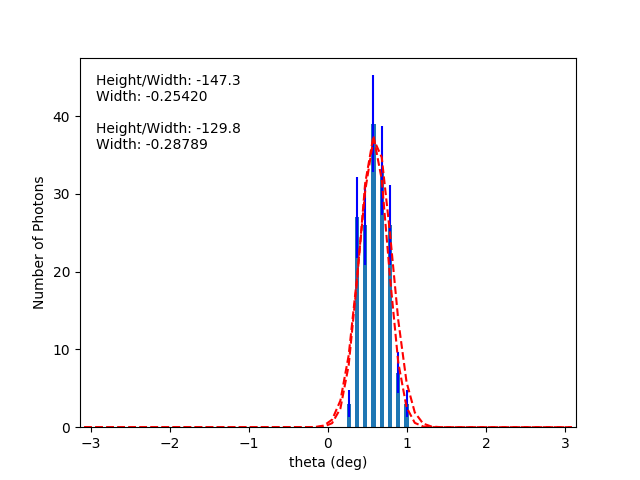 Height/Width: -147.3
Width: -0.25420
Height/Width: -129.8
Width: -0.28789
Number of Photons
40
30
20
10
0
−3
−2
−1
0
1
2
3
theta (deg)